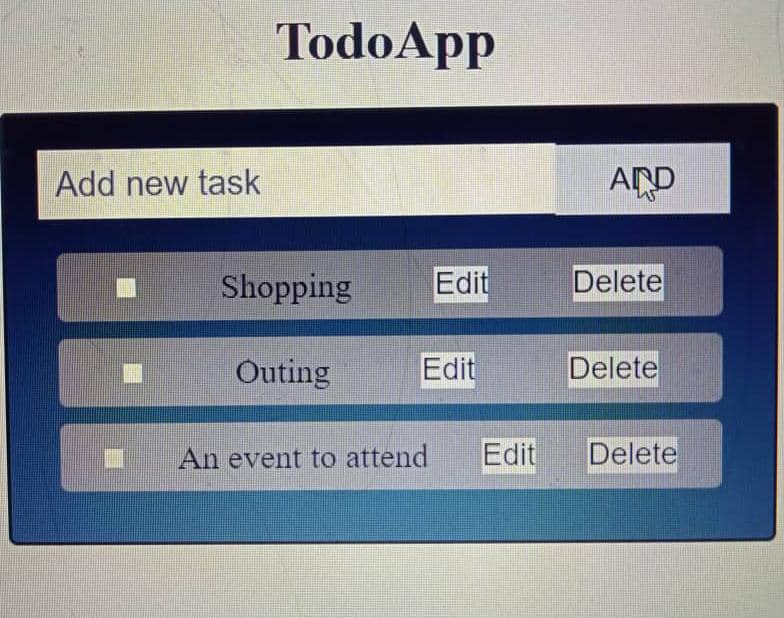 TodoApp
Add new task ADD
Shopping Edit Delete
Outing Edit Delete
An event to attend Edit Delete